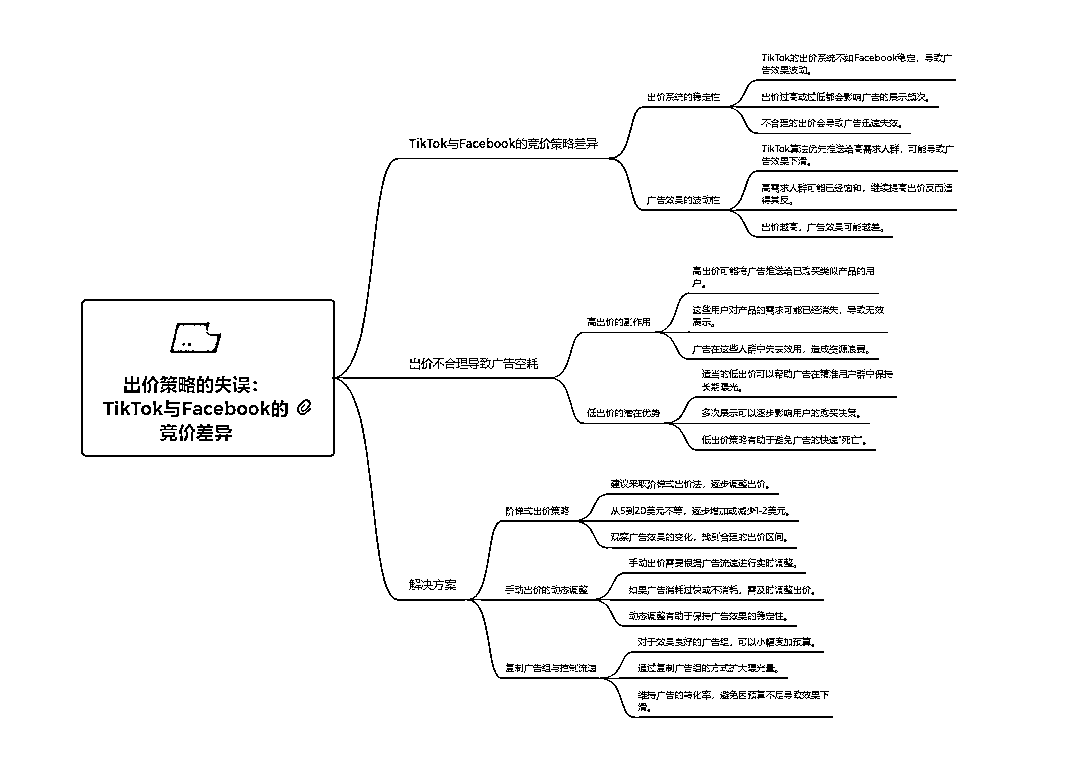 出价策略的失误：
TikTok与Facebook的
竞价差异
TikTok与Facebook的竞价策略差异
出价系统的稳定性
TikTok的出价系统不如Facebook稳定，导致广
告效果波动。
出价过高或过低都会影响广告的展示频次。
不合理的出价会导致广告迅速失效。
广告效果的波动性
TikTok算法优先推送给高需求人群，可能导致广
告效果下滑。
高需求人群可能已经饱和，继续提高出价反而适
得其反。
出价越高，广告效果可能越差。
出价不合理导致广告空耗
高出价的副作用
高出价可能将广告推送给已购买类似产品的用
户。
这些用户对产品的需求可能已经消失，导致无效
展示。
广告在这些人群中失去效用，造成资源浪费。
低出价的潜在优势
适当的低出价可以帮助广告在精准用户群中保持
长期曝光。
多次展示可以逐步影响用户的购买决策。
低出价策略有助于避免广告的快速“死亡”。
解决方案
阶梯式出价策略
建议采取阶梯式出价法，逐步调整出价。
从5到20美元不等，逐步增加或减少1-2美元。
观察广告效果的变化，找到合理的出价区间。
手动出价的动态调整
手动出价需要根据广告流速进行实时调整。
如果广告消耗过快或不消耗，需及时调整出价。
动态调整有助于保持广告效果的稳定性。
复制广告组与控制流速
对于效果良好的广告组，可以小幅度加预算。
通过复制广告组的方式扩大曝光量。
维持广告的转化率，避免因预算不足导致效果下
滑。